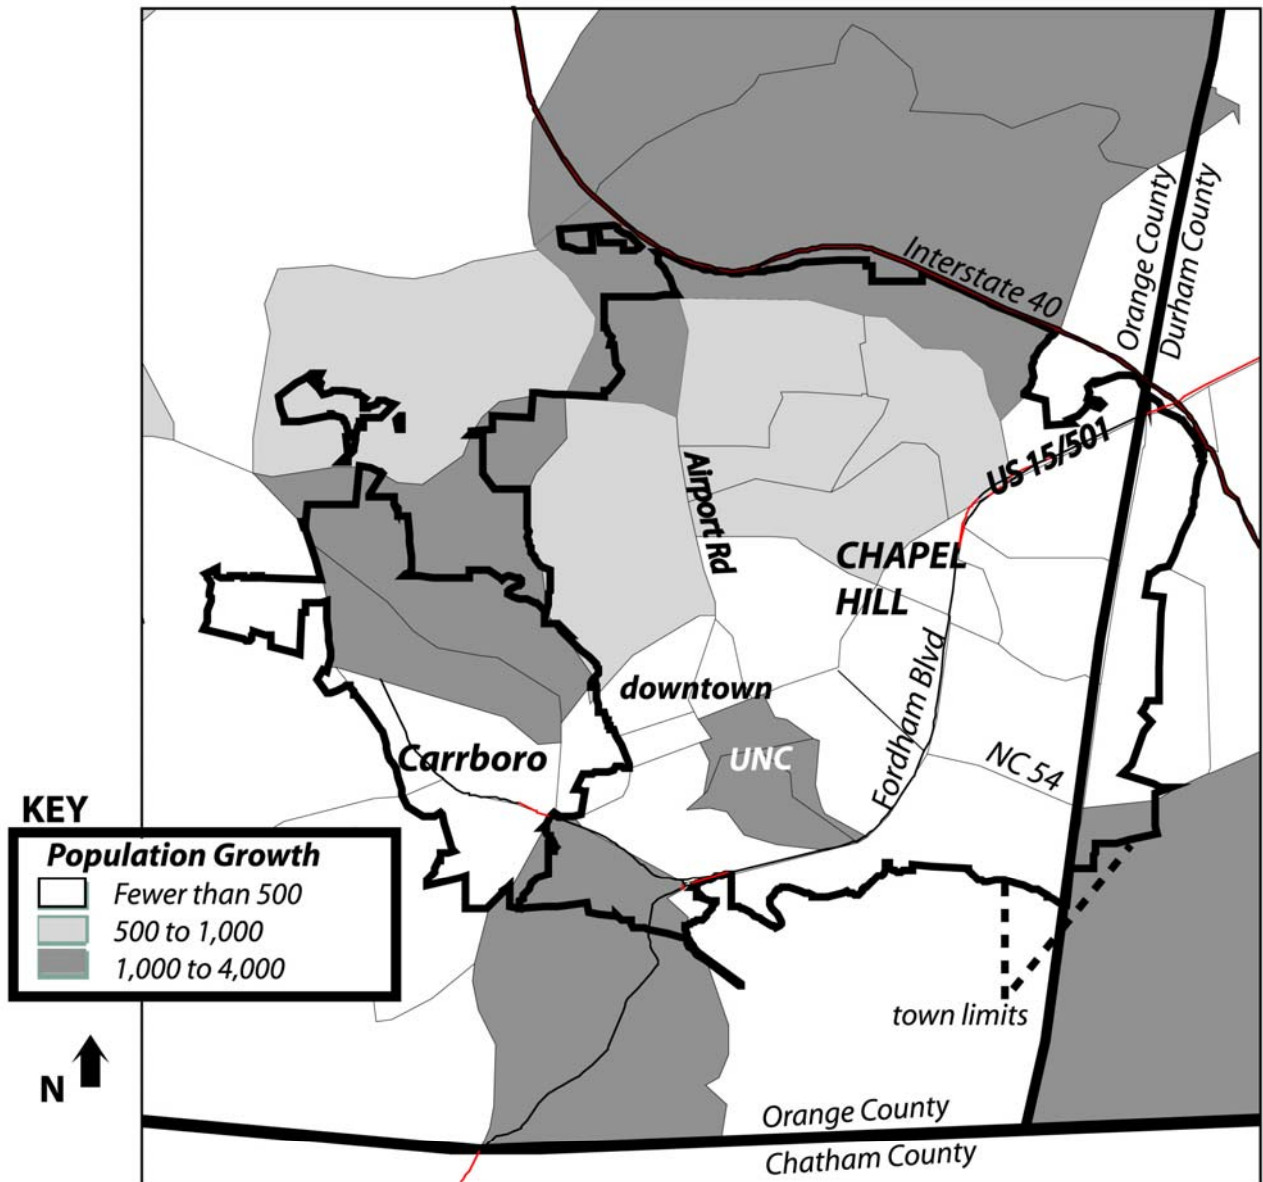 Interstate 40
Orange County
Durham County
US 15/501
Airport Rd
CHAPEL
HILL
Fordham Blvd
downtown
UNC
NC 54
Carrboro
KEY
Population Growth
Fewer than 500
500 to 1,000
1,000 to 4,000
town limits
N
Orange County
Chatham County